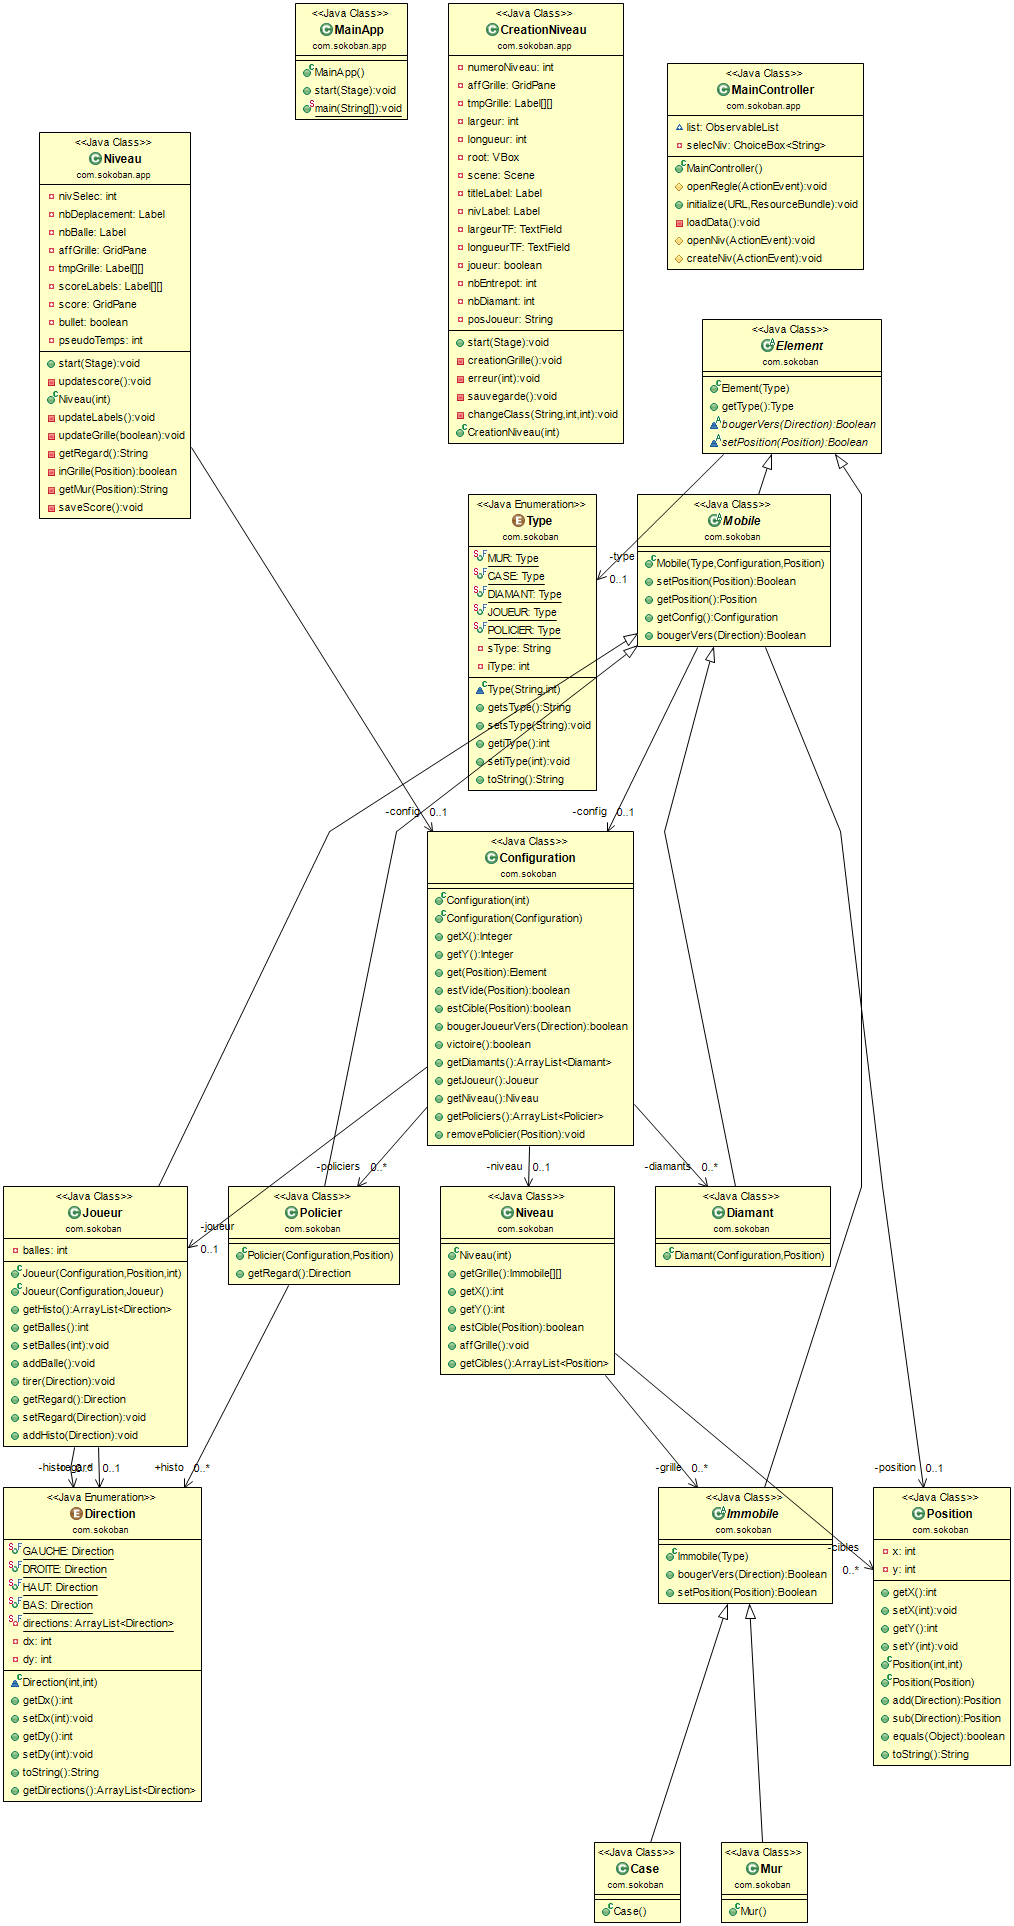 <<Java Class>>
MainApp
com.sokoban.app
MainApp()
start(Stage):void
main(String[]):void
<<Java Class>>
CreationNiveau
com.sokoban.app
numeroNiveau: int
affGrille: GridPane
tmpGrille: Label[][]
largeur: int
longueur: int
root: VBox
scene: Scene
titleLabel: Label
nivLabel: Label
largeurTF: TextField
longueurTF: TextField
joueur: boolean
nbEntrepot: int
nbDiamant: int
posJoueur: String
start(Stage):void
creationGrille():void
erreur(int):void
sauvegarde():void
changeClass(String,int,int):void
CreationNiveau(int)
<<Java Class>>
MainController
com.sokoban.app
list: ObservableList
selecNiv: ChoiceBox<String>
MainController()
openRegle(ActionEvent):void
initialize(URL,ResourceBundle):void
loadData():void
openNiv(ActionEvent):void
createNiv(ActionEvent):void
<<Java Class>>
Niveau
com.sokoban.app
nivSelec: int
nbDeplacement: Label
nbBalle: Label
affGrille: GridPane
tmpGrille: Label[][]
scoreLabels: Label[][]
score: GridPane
bullet: boolean
pseudoTemps: int
start(Stage):void
updatescore():void
Niveau(int)
updateLabels():void
updateGrille(boolean):void
getRegard():String
inGrille(Position):boolean
getMur(Position):String
saveScore():void
<<Java Class>>
Element
com.sokoban
Element(Type)
getType():Type
bougerVers(Direction):Boolean
setPosition(Position):Boolean
<<Java Enumeration>>
Type
com.sokoban
MUR: Type
CASE: Type
DIAMANT: Type
JOUEUR: Type
POLICIER: Type
sType: String
iType: int
Type(String,int)
getsType():String
setsType(String):void
getiType():int
setiType(int):void
toString():String
-type
0..1
<<Java Class>>
Mobile
com.sokoban
Mobile(Type,Configuration,Position)
setPosition(Position):Boolean
getPosition():Position
getConfig():Configuration
bougerVers(Direction):Boolean
-config 0..1
-config 0..1
<<Java Class>>
Configuration
com.sokoban
Configuration(int)
Configuration(Configuration)
getX():Integer
getY():Integer
get(Position):Element
estVide(Position):boolean
estCible(Position):boolean
bougerJoueurVers(Direction):boolean
victoire():boolean
getDiamants():ArrayList<Diamant>
getJoueur():Joueur
getNiveau():Niveau
getPoliciers():ArrayList<Policier>
removePolicier(Position):void
-policiers 0..*
-niveau 0..1
-diamants 0..*
-joueur
0..1
<<Java Class>>
Joueur
com.sokoban
balles: int
Joueur(Configuration,Position,int)
Joueur(Configuration,Joueur)
getHisto():ArrayList<Direction>
getBalles():int
setBalles(int):void
addBalle():void
tirer(Direction):void
getRegard():Direction
setRegard(Direction):void
addHisto(Direction):void
<<Java Class>>
Policier
com.sokoban
Policier(Configuration,Position)
getRegard():Direction
<<Java Class>>
Niveau
com.sokoban
Niveau(int)
getGrille():Immobile[][]
getX():int
getY():int
estCible(Position):boolean
affGrille():void
getCibles():ArrayList<Position>
<<Java Class>>
Diamant
com.sokoban
Diamant(Configuration,Position)
-histo 0..*
-regard 0..1
+histo 0..*
-grille 0..*
-position 0..1
-cibles
0..*
<<Java Enumeration>>
Direction
com.sokoban
GAUCHE: Direction
DROITE: Direction
HAUT: Direction
BAS: Direction
directions: ArrayList<Direction>
dx: int
dy: int
Direction(int,int)
getDx():int
setDx(int):void
getDy():int
setDy(int):void
toString():String
getDirections():ArrayList<Direction>
<<Java Class>>
Immobile
com.sokoban
Immobile(Type)
bougerVers(Direction):Boolean
setPosition(Position):Boolean
<<Java Class>>
Position
com.sokoban
x: int
y: int
getX():int
setX(int):void
getY():int
setY(int):void
Position(int,int)
Position(Position)
add(Direction):Position
sub(Direction):Position
equals(Object):boolean
toString():String
<<Java Class>>
Case
com.sokoban
Case()
<<Java Class>>
Mur
com.sokoban
Mur()